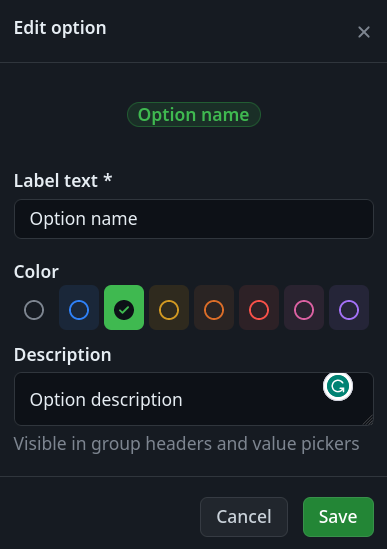 Edit option
Option name
Label text *
Option name
Color
Description
Option description
Visible in group headers and value pickers
Cancel
Save